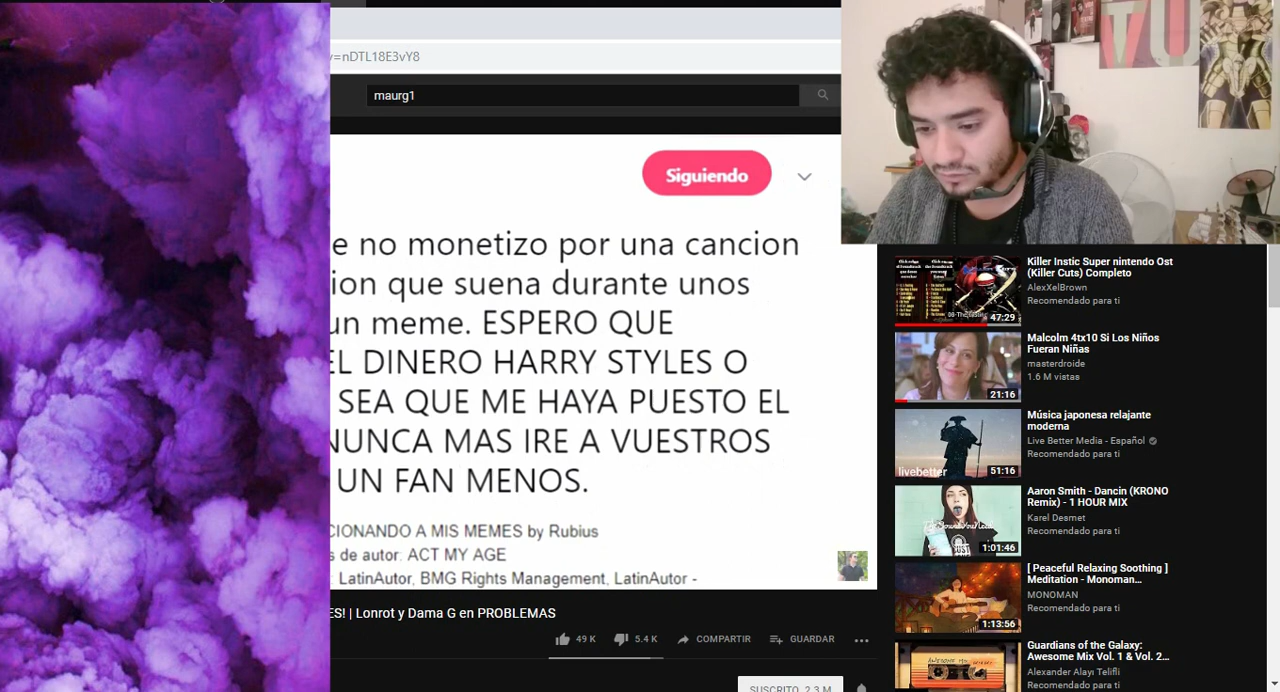 v=nDTL18E3vY8
maurg1
Siguiendo
e no monetizo por una cancion
ion que suena durante unos
un meme. ESPERO QUE
EL DINERO HARRY STYLES O
SEA QUE ME HAYA PUESTO EL
NUNCA MAS IRE A VUESTROS
UN FAN MENOS.
CIONANDO A MIS MEMES by Rubius
s de autor: ACT MY AGE
: LatinAutor, BMG Rights Management, LatinAutor -
ES! | Lonrot y Dama G en PROBLEMAS
49 K
5.4 K
COMPARTIR
GUARDAR
SUSCRITO 2.3 M
TU
47:29
Killer Instic Super nintendo Ost
(Killer Cuts) Completo
AlexXelBrown
Recomendado para ti
21:16
Malcolm 4tx10 Si Los Niños
Fueran Niñas
masterdroide
1.6 M vistas
livebetter
51:16
Música japonesa relajante
moderna
Live Better Media - Español
Recomendado para ti
1:01:46
Aaron Smith - Dancin (KRONO
Remix) - 1 HOUR MIX
Karel Desmet
Recomendado para ti
1:13:56
[ Peaceful Relaxing Soothing ]
Meditation - Monoman...
MONOMAN
Recomendado para ti
Guardians of the Galaxy:
Awesome Mix Vol. 1 & Vol. 2...
Alexander Alayı Telifli
Recomendado para ti